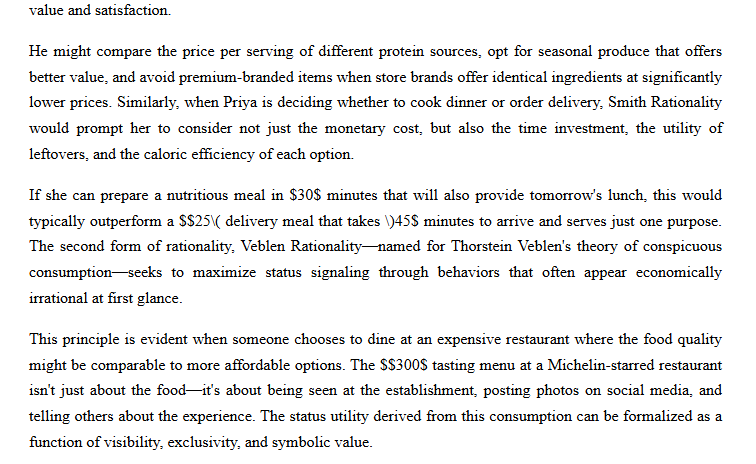 value and satisfaction.
He might compare the price per serving of different protein sources, opt for seasonal produce that offers
better value, and avoid premium-branded items when store brands offer identical ingredients at significantly
lower prices. Similarly, when Priya is deciding whether to cook dinner or order delivery, Smith Rationality
would prompt her to consider not just the monetary cost, but also the time investment, the utility of
leftovers, and the caloric efficiency of each option.
If she can prepare a nutritious meal in $30$ minutes that will also provide tomorrow's lunch, this would
typically outperform a $$25\( delivery meal that takes \)45$ minutes to arrive and serves just one purpose.
The second form of rationality, Veblen Rationality—named for Thorstein Veblen's theory of conspicuous
consumption—seeks to maximize status signaling through behaviors that often appear economically
irrational at first glance.
This principle is evident when someone chooses to dine at an expensive restaurant where the food quality
might be comparable to more affordable options. The $$300$ tasting menu at a Michelin-starred restaurant
isn't just about the food—it's about being seen at the establishment, posting photos on social media, and
telling others about the experience. The status utility derived from this consumption can be formalized as a
function of visibility, exclusivity, and symbolic value.